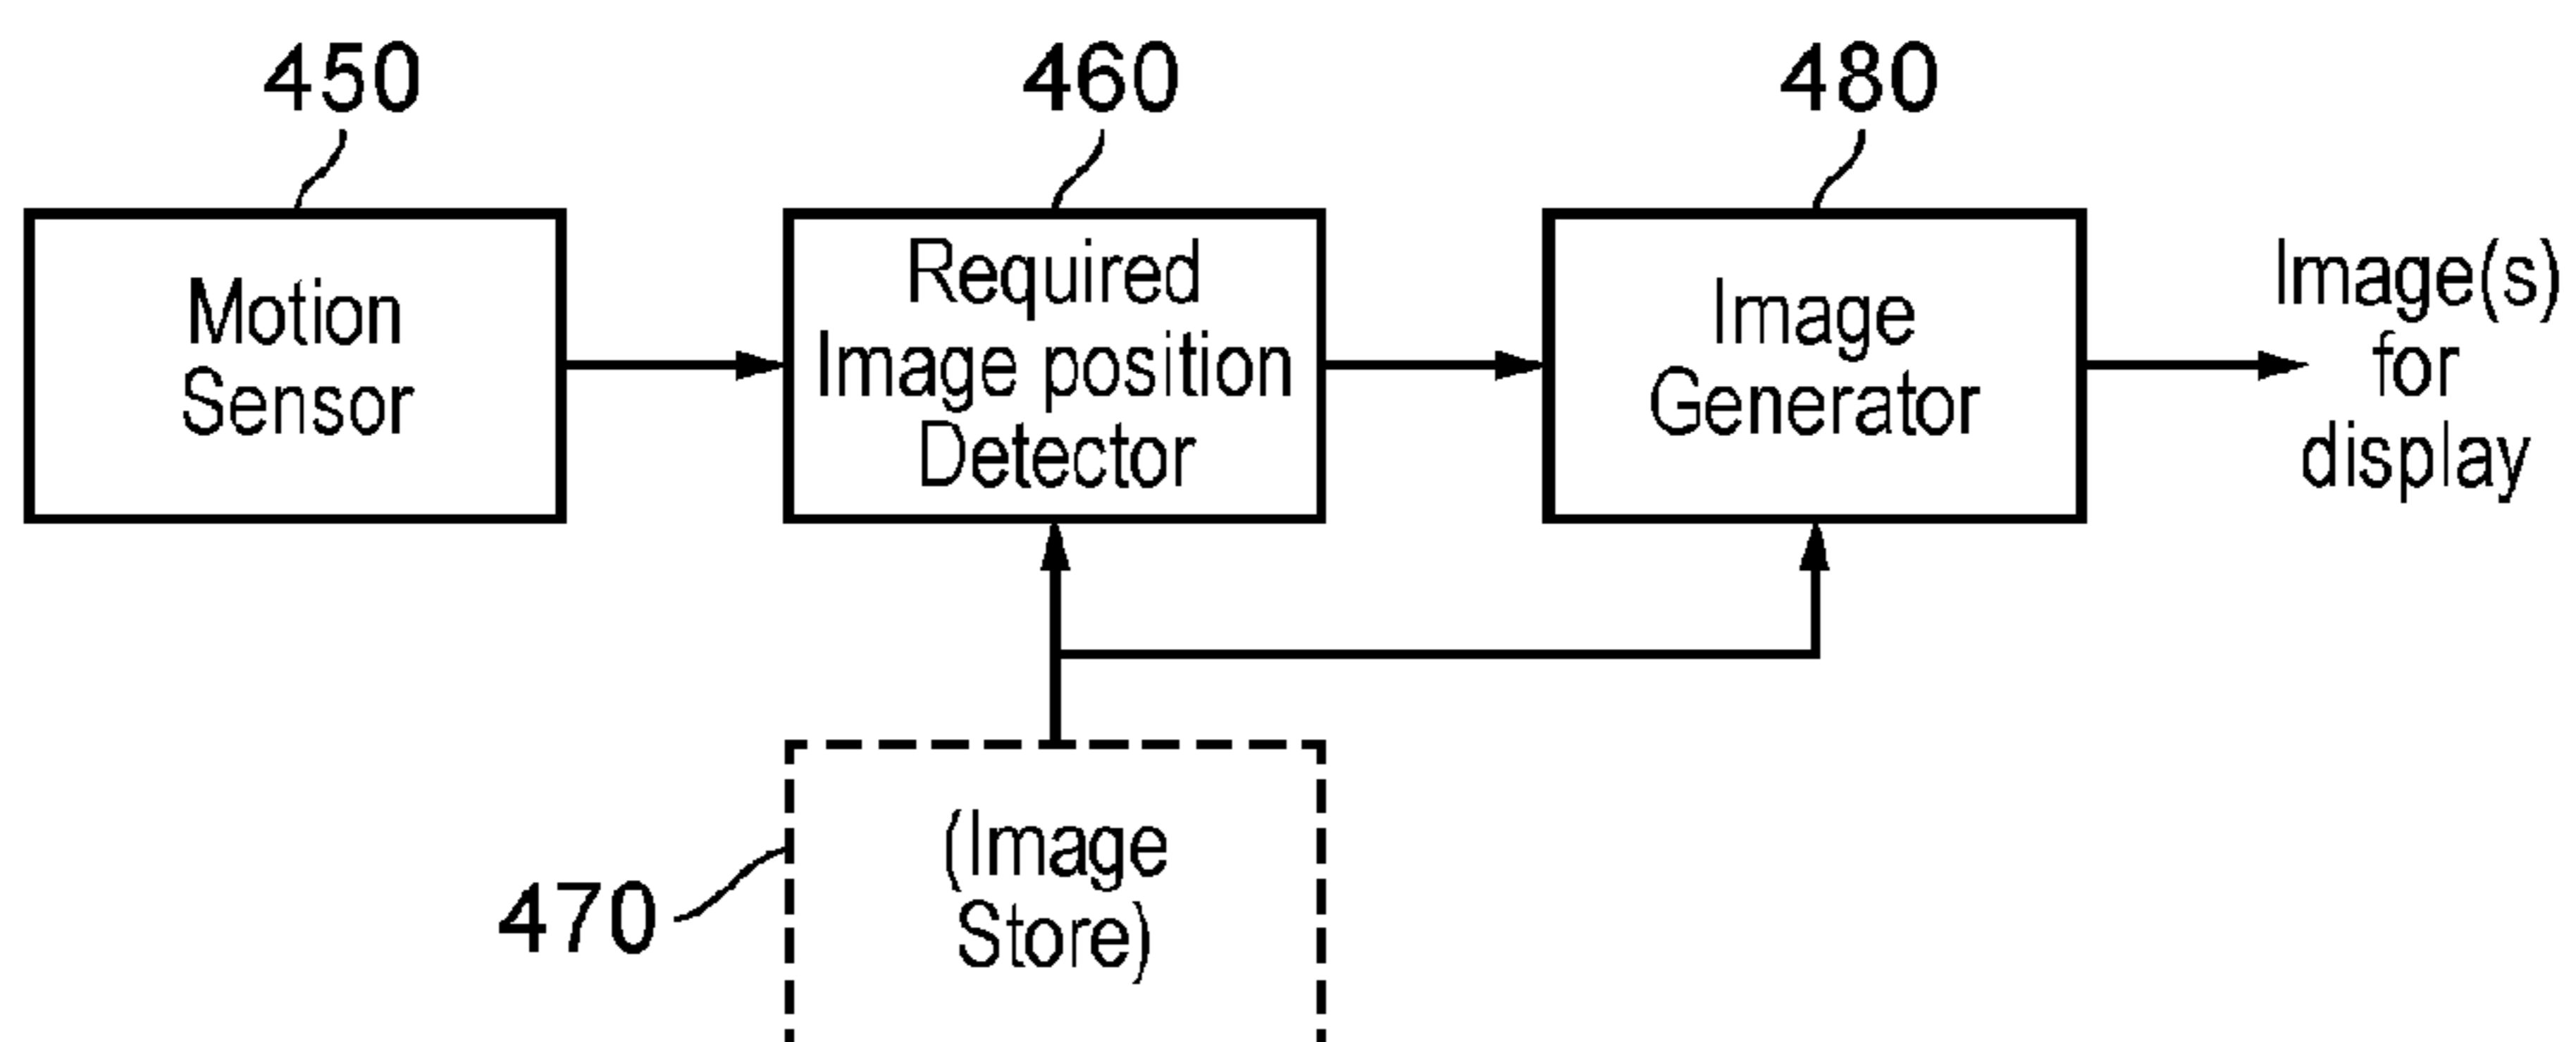 450
460
480
Motion
Sensor
Required
Image position
Detector
Image
Generator
Image(s)
for
display
470
(Image
Store)